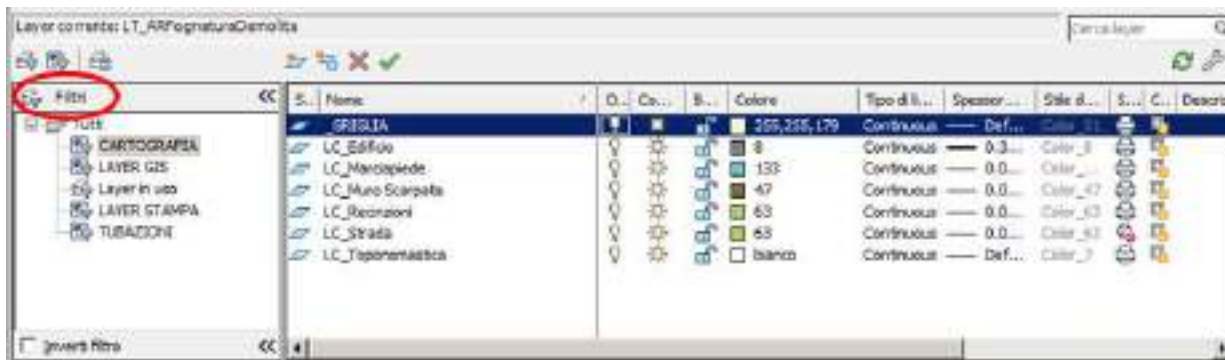 Layer corrente: LT_ARFognaturaDemolita
Cerca layer
Filtri
S.. Nome O.. Co... B... Colore Tipo di li... Spessor... Stile d... S... C.. Descri
Tutti
CARTOGRAFIA
LAYER GIS
Layer in uso
LAYER STAMPA
TUBAZIONI
_GRIGLIA 255,255,179 Continuous Def...
LC_Edificio 8 Continuous 0.3... Color_8
LC_Marciapiede 133 Continuous 0.0... Color_...
LC_Muro Scarpata 47 Continuous 0.0... Color_47
LC_Recinzioni 63 Continuous 0.0... Color_63
LC_Strada 63 Continuous 0.0... Color_63
LC_Toponomastica bianco Continuous Def... Color_7
Inverti filtro